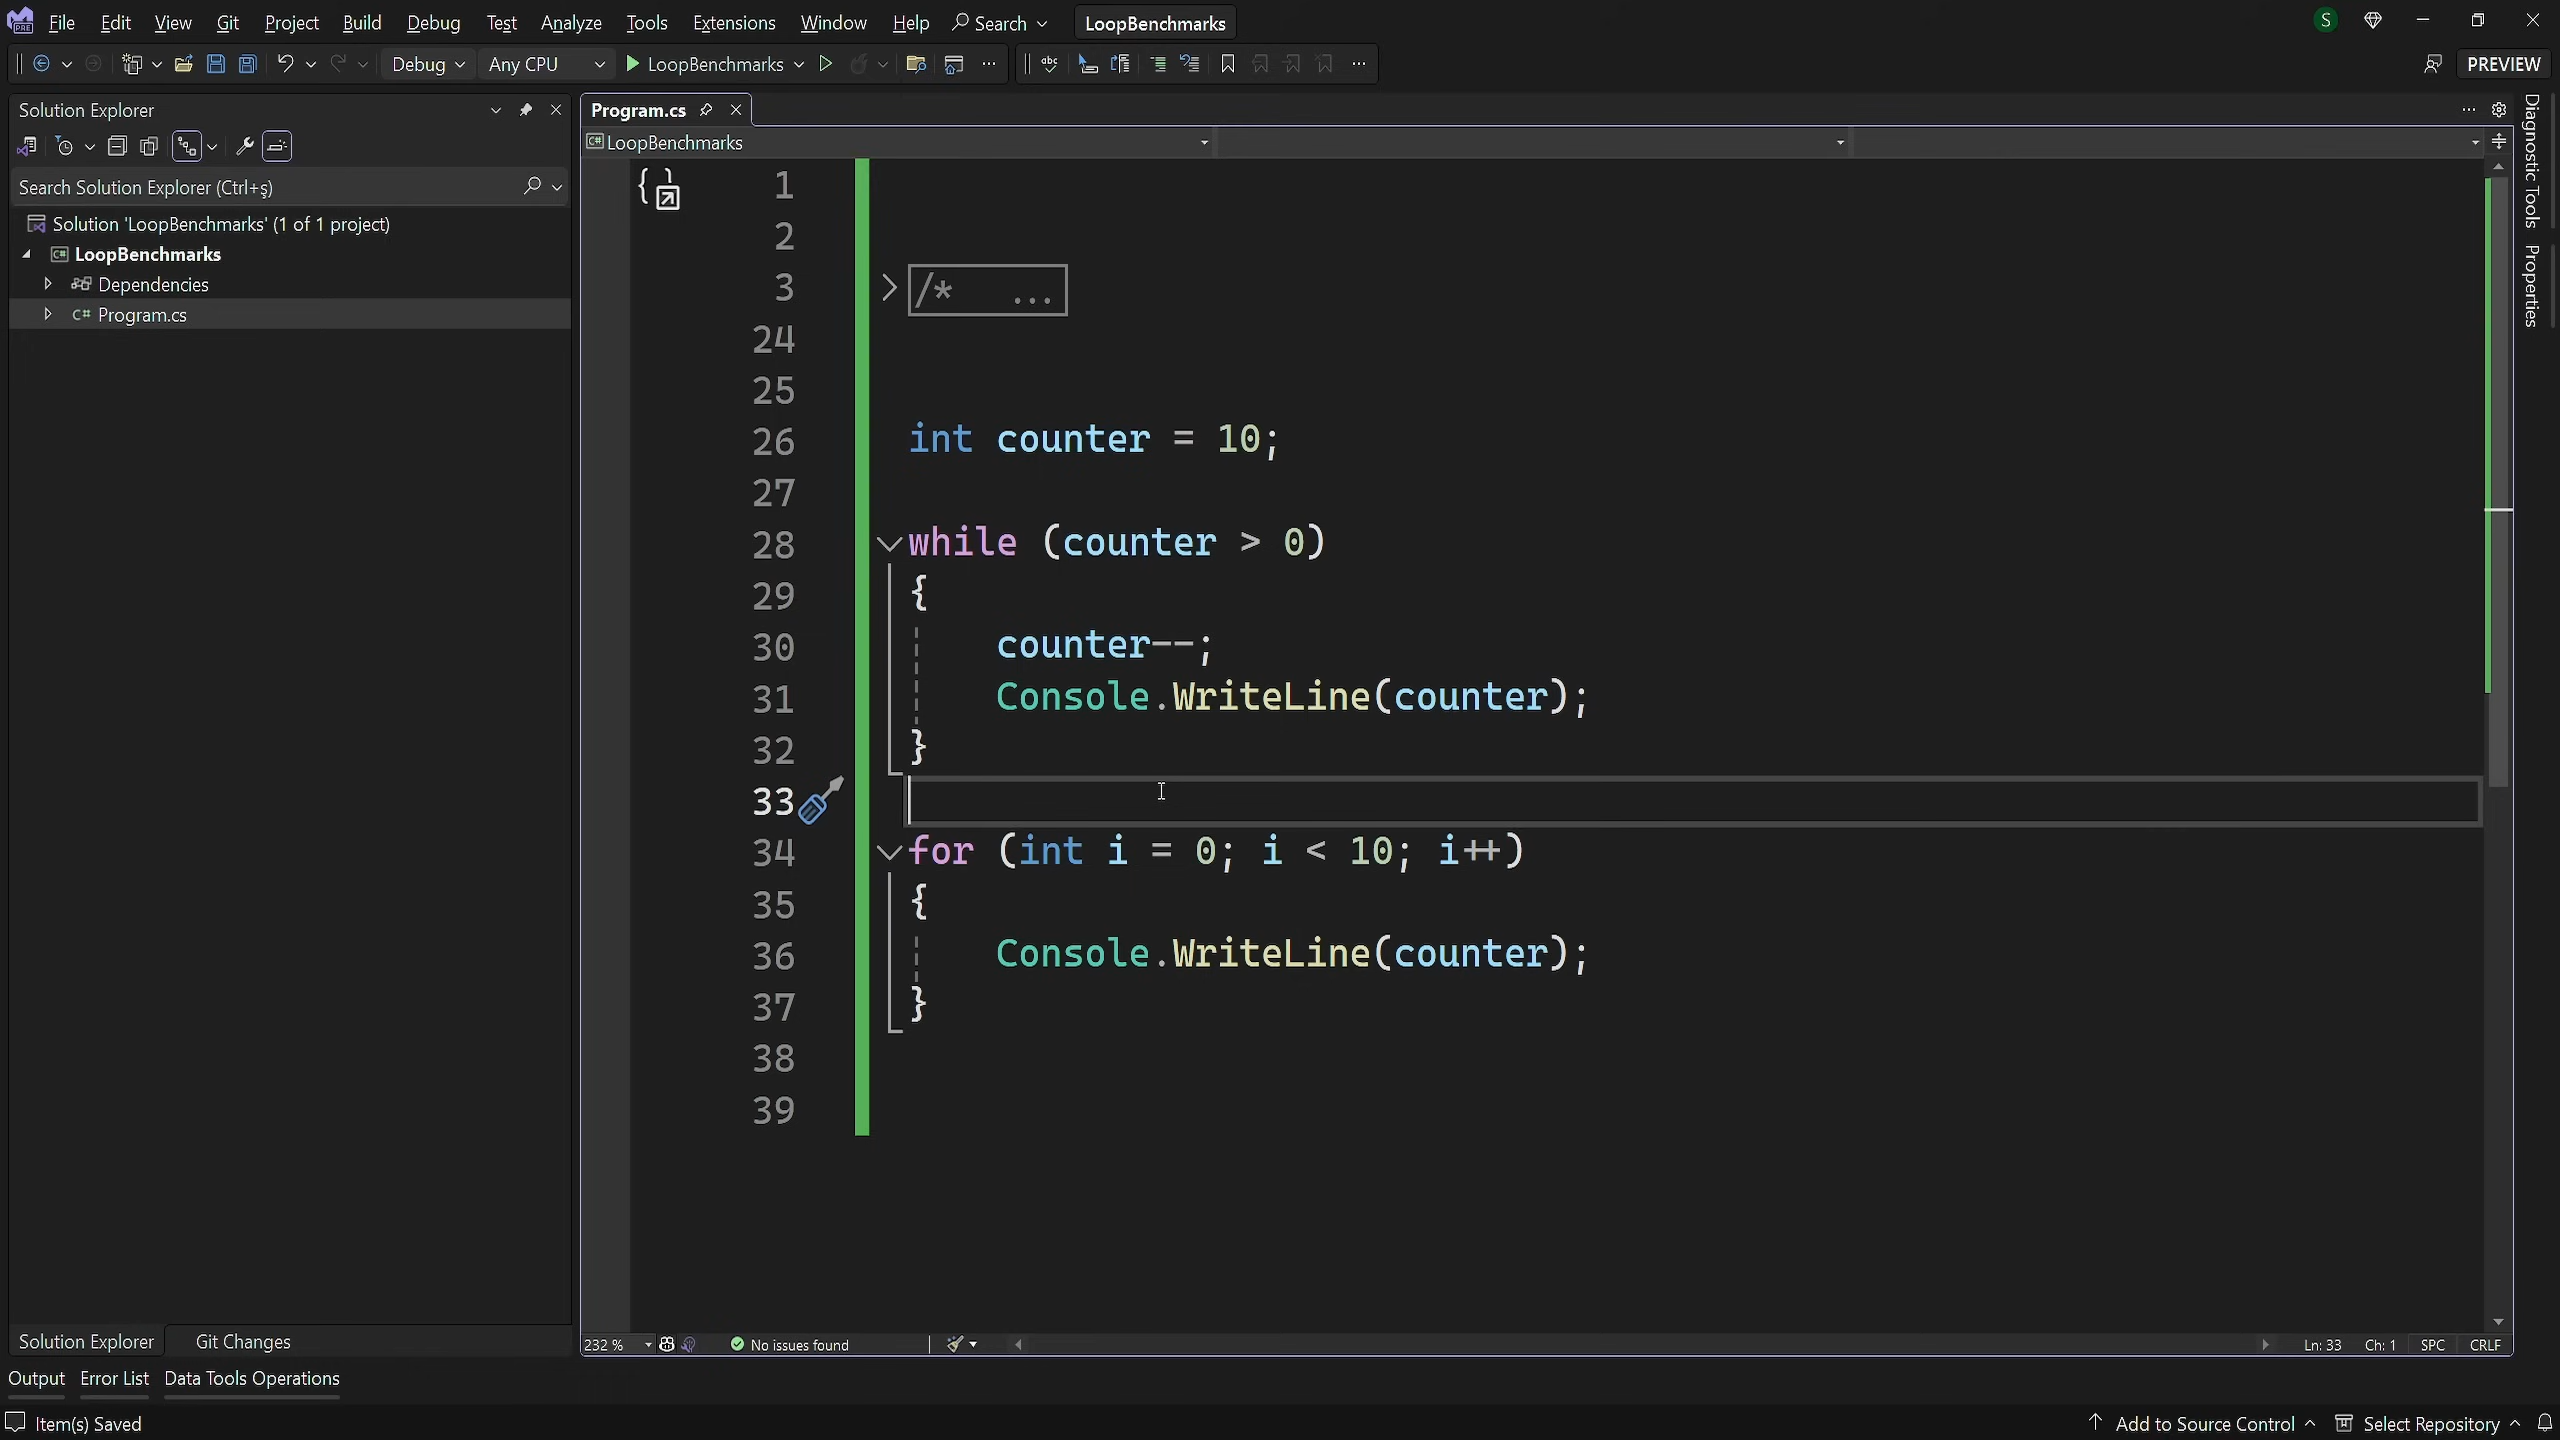 File Edit View Git Project Build Debug Test Analyze Tools Extensions Window Help Search LoopBenchmarks S
Debug Any CPU LoopBenchmarks abc PREVIEW
Solution Explorer
Search Solution Explorer (Ctrl+ş)
Solution 'LoopBenchmarks' (1 of 1 project)
LoopBenchmarks
Dependencies
C# Program.cs
Program.cs
C# LoopBenchmarks
1
2
3 /* ...
24
25
26 int counter = 10;
27
28 while (counter > 0)
29 {
30 counter--;
31 Console.WriteLine(counter);
32 }
33
34 for (int i = 0; i < 10; i++)
35 {
36 Console.WriteLine(counter);
37 }
38
39
Diagnostic Tools
Properties
Solution Explorer Git Changes
232 % No issues found Ln: 33 Ch: 1 SPC CRLF
Output Error List Data Tools Operations
Item(s) Saved Add to Source Control Select Repository